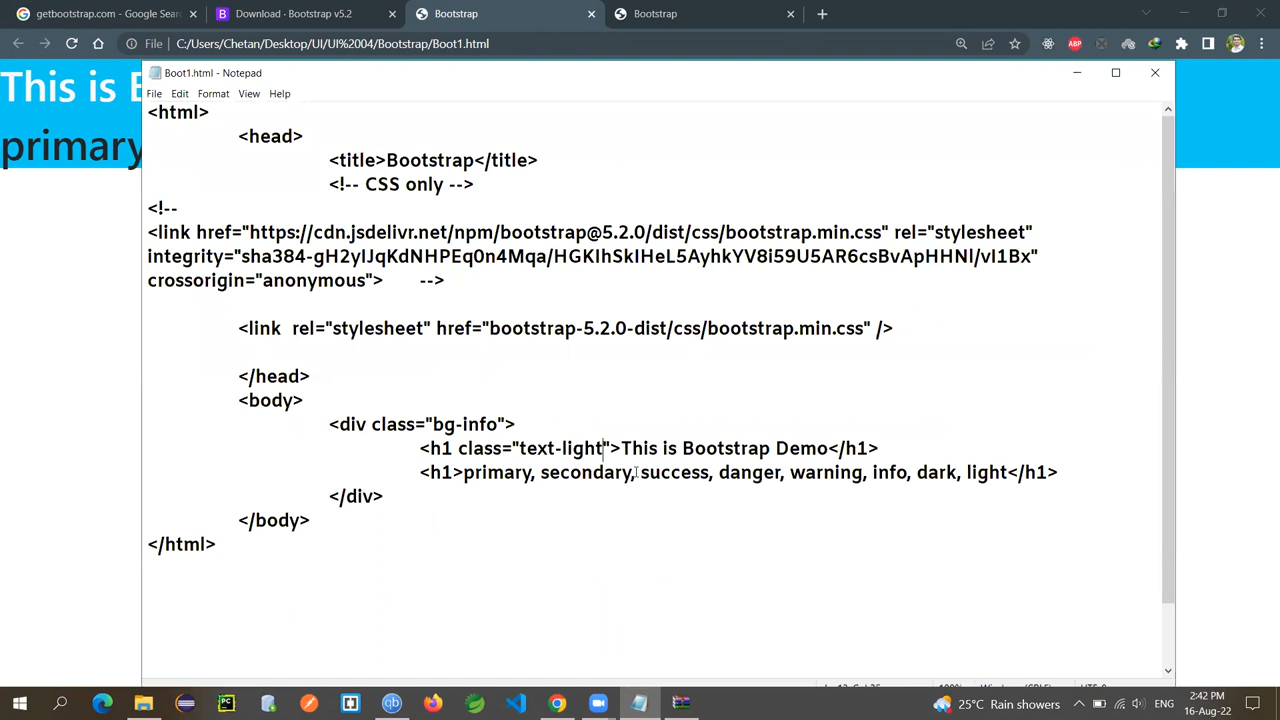 getbootstrap.com - Google Sear
Download · Bootstrap v5.2
Bootstrap
Bootstrap
File
C:/Users/Chetan/Desktop/UI/UI%2004/Bootstrap/Boot1.html
ABP
This is B
primary
Boot1.html - Notepad
File Edit Format View Help
<html>
<head>
<title>Bootstrap</title>
<!-- CSS only -->
<!--
<link href="https://cdn.jsdelivr.net/npm/bootstrap@5.2.0/dist/css/bootstrap.min.css" rel="stylesheet"
integrity="sha384-gH2yIJqKdNHPEq0n4Mqa/HGKIhSkIHeL5AyhkYV8i59U5AR6csBvApHHNl/vI1Bx"
crossorigin="anonymous"> -->
<link rel="stylesheet" href="bootstrap-5.2.0-dist/css/bootstrap.min.css" />
</head>
<body>
<div class="bg-info">
<h1 class="text-light">This is Bootstrap Demo</h1>
<h1>primary, secondary, success, danger, warning, info, dark, light</h1>
</div>
</body>
</html>
PC
qb
25°C Rain showers
ENG
2:42 PM
16-Aug-22